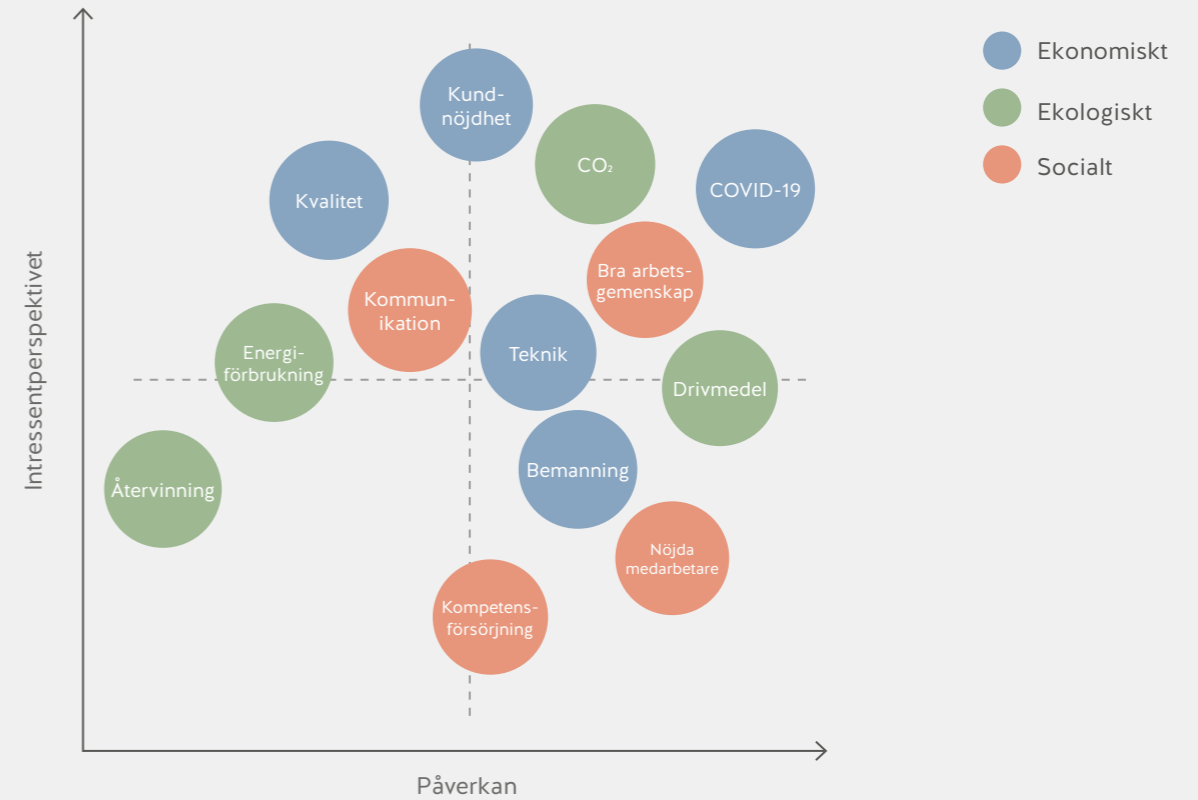 Ekonomiskt
Ekologiskt
Socialt
Intressentperspektivet
Kund-
nöjdhet
CO₂
COVID-19
Kvalitet
Bra arbets-
gemenskap
Kommun-
ikation
Teknik
Energi-
förbrukning
Drivmedel
Bemanning
Återvinning
Nöjda
medarbetare
Kompetens-
försörjning
Påverkan